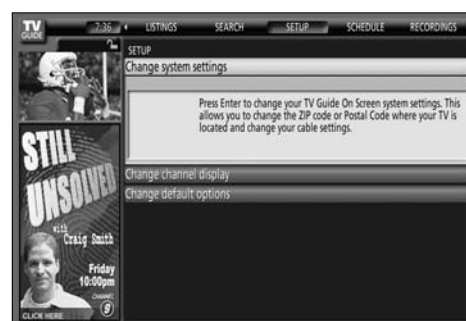 TV GUIDE
7:36 LISTINGS SEARCH SETUP SCHEDULE RECORDINGS
SETUP
Change system settings
Press Enter to change your TV Guide On Screen system settings. This
allows you to change the ZIP code or Postal Code where your TV is
located and change your cable settings.
Change channel display
Change default options
STILL
UNSOLVED
with
Craig Smith
Friday
10:00pm
CHANNEL
9
CLICK HERE